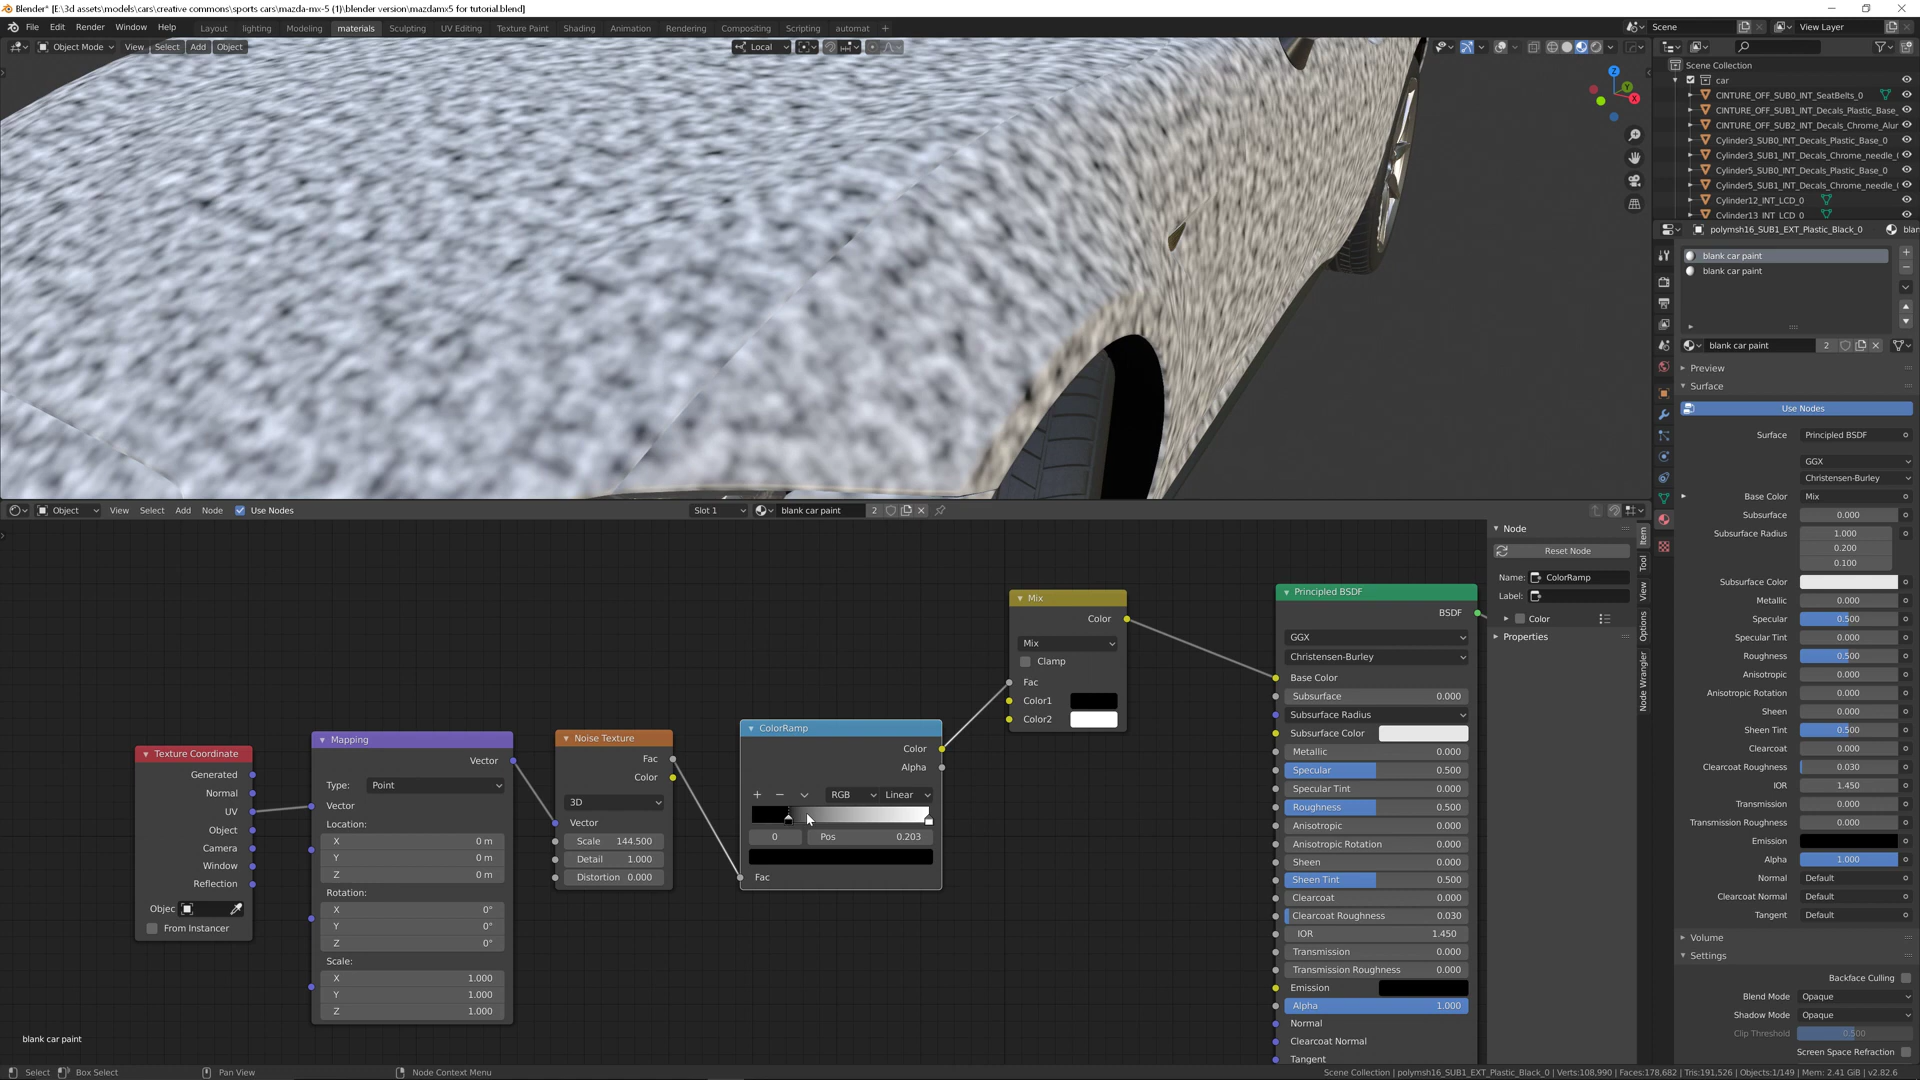 Blender* [E:\3d assets\models\cars\creative commons\sports cars\mazda-mx-5 (1)\blender version\mazdamx5 for tutorial.blend]
File Edit Render Window Help Layout lighting Modeling materials Sculpting UV Editing Texture Paint Shading Animation Rendering Compositing Scripting automat + Scene View Layer
Object Mode View Select Add Object Local
Z
Y
X
Scene Collection
car
CINTURE_OFF_SUB0_INT_SeatBelts_0
CINTURE_OFF_SUB1_INT_Decals_Plastic_Base_
CINTURE_OFF_SUB2_INT_Decals_Chrome_Alur
Cylinder3_SUB0_INT_Decals_Plastic_Base_0
Cylinder3_SUB1_INT_Decals_Chrome_needle_(
Cylinder5_SUB0_INT_Decals_Plastic_Base_0
Cylinder5_SUB1_INT_Decals_Chrome_needle_(
Cylinder12_INT_LCD_0
Cylinder13_INT_LCD_0
polymsh16_SUB1_EXT_Plastic_Black_0 blan
blank car paint
blank car paint
blank car paint 2
Preview
Surface
Use Nodes
Surface Principled BSDF
GGX
Christensen-Burley
Base Color Mix
Subsurface 0.000
Subsurface Radius 1.000
0.200
0.100
Subsurface Color
Metallic 0.000
Specular 0.500
Specular Tint 0.000
Roughness 0.500
Anisotropic 0.000
Anisotropic Rotation 0.000
Sheen 0.000
Sheen Tint 0.500
Clearcoat 0.000
Clearcoat Roughness 0.030
IOR 1.450
Transmission 0.000
Transmission Roughness 0.000
Emission
Alpha 1.000
Normal Default
Clearcoat Normal Default
Tangent Default
Volume
Settings
Backface Culling
Blend Mode Opaque
Shadow Mode Opaque
Clip Threshold 0.500
Screen Space Refraction
Object View Select Add Node Use Nodes Slot 1 blank car paint 2
Texture Coordinate
Generated
Normal
UV
Object
Camera
Window
Reflection
Objec
From Instancer
Mapping
Vector
Type: Point
Vector
Location:
X 0 m
Y 0 m
Z 0 m
Rotation:
X 0°
Y 0°
Z 0°
Scale:
X 1.000
Y 1.000
Z 1.000
Noise Texture
Fac
Color
3D
Vector
Scale 144.500
Detail 1.000
Distortion 0.000
ColorRamp
Color
Alpha
+ − RGB Linear
0 Pos 0.203
Fac
Mix
Color
Mix
Clamp
Fac
Color1
Color2
Principled BSDF
BSDF
GGX
Christensen-Burley
Base Color
Subsurface 0.000
Subsurface Radius
Subsurface Color
Metallic 0.000
Specular 0.500
Specular Tint 0.000
Roughness 0.500
Anisotropic 0.000
Anisotropic Rotation 0.000
Sheen 0.000
Sheen Tint 0.500
Clearcoat 0.000
Clearcoat Roughness 0.030
IOR 1.450
Transmission 0.000
Transmission Roughness 0.000
Emission
Alpha 1.000
Normal
Clearcoat Normal
Tangent
Node
Reset Node
Name: ColorRamp
Label:
Color
Properties
Item
Tool
View
Options
Node Wrangler
blank car paint
Select Box Select Pan View Node Context Menu Scene Collection | polymsh16_SUB1_EXT_Plastic_Black_0 | Verts:108,990 | Faces:178,682 | Tris:191,526 | Objects:1/149 | Mem: 2.41 GiB | v2.82.6